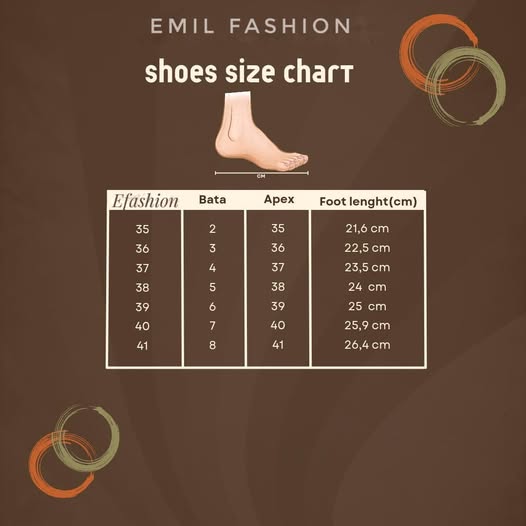 EMIL FASHION
shoes size chart
CM
Efashion Bata Apex Foot lenght(cm)
35 2 35 21,6 cm
36 3 36 22,5 cm
37 4 37 23,5 cm
38 5 38 24 cm
39 6 39 25 cm
40 7 40 25,9 cm
41 8 41 26,4 cm